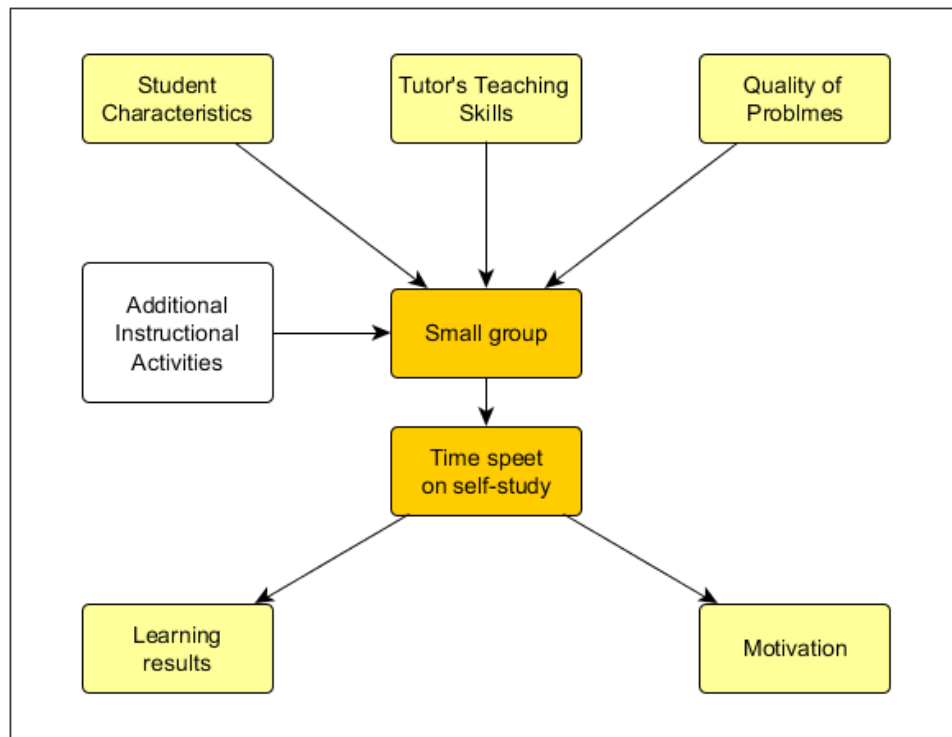 Student
Characteristics
Tutor's Teaching
Skills
Quality of
Problmes
Additional
Instructional
Activities
Small group
Time speet
on self-study
Learning
results
Motivation